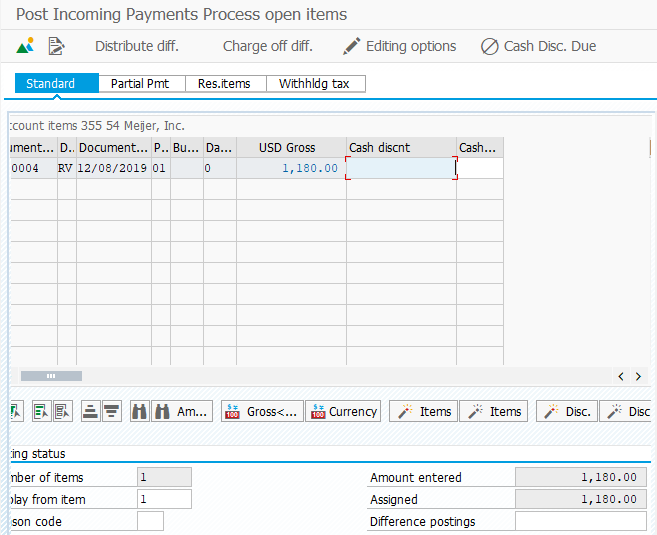 Post Incoming Payments Process open items
Distribute diff. Charge off diff. Editing options Cash Disc. Due
Standard Partial Pmt Res.items Withhldg tax
count items 355 54 Meijer, Inc.
ument... D.. Document... P... Bu... Da... USD Gross Cash discnt Cash...
0004 RV 12/08/2019 01 0 1,180.00
Am... Gross<... Currency Items Items Disc. Disc
ing status
mber of items 1 Amount entered 1,180.00
play from item 1 Assigned 1,180.00
son code Difference postings